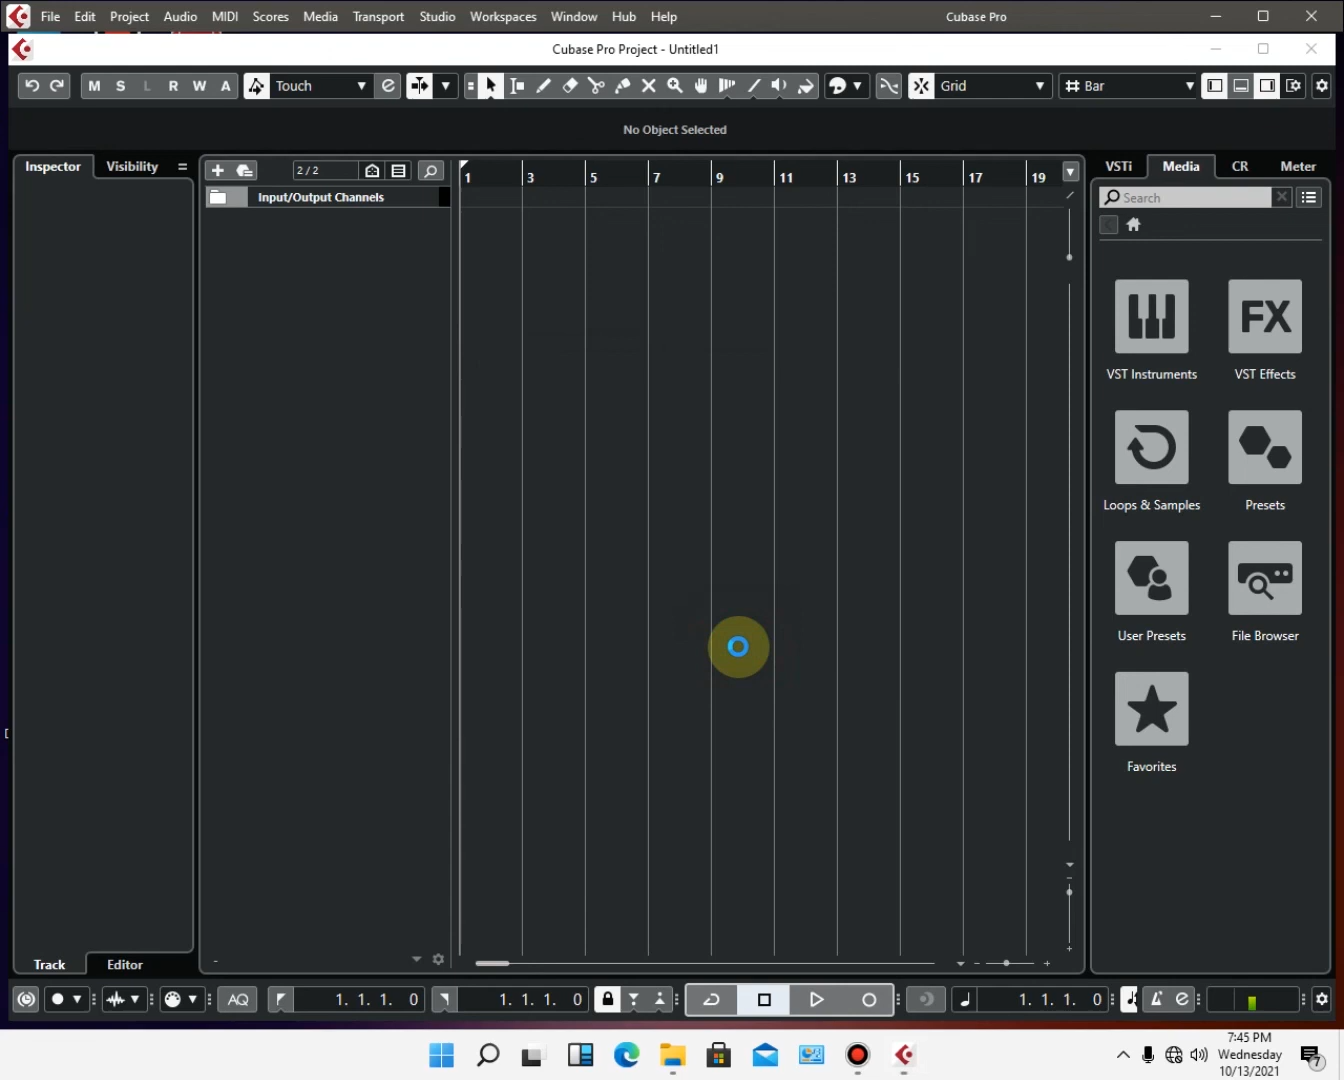 File Edit Project Audio MIDI Scores Media Transport Studio Workspaces Window Hub Help Cubase Pro
Cubase Pro Project - Untitled1
M S L R W A Touch Grid Bar
No Object Selected
Inspector Visibility
2 / 2
1 3 5 7 9 11 13 15 17 19
VSTi Media CR Meter
Input/Output Channels
Search
FX
VST Instruments VST Effects
Loops & Samples Presets
User Presets File Browser
Favorites
Track Editor
AQ 1. 1. 1. 0 1. 1. 1. 0 1. 1. 1. 0
7:45 PM
Wednesday
10/13/2021
7